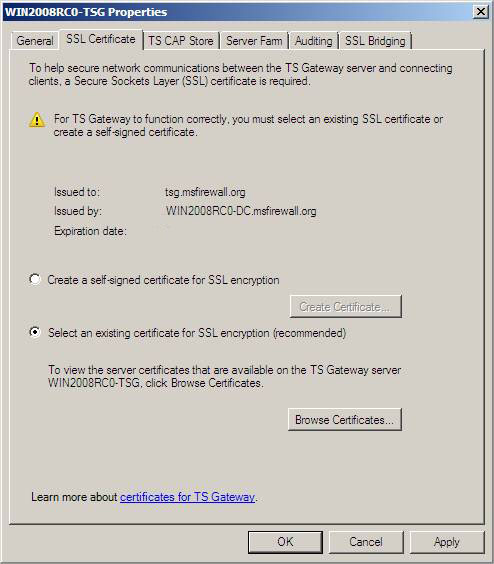 WIN2008RC0-TSG Properties
General SSL Certificate TS CAP Store Server Farm Auditing SSL Bridging
To help secure network communications between the TS Gateway server and connecting
clients, a Secure Sockets Layer (SSL) certificate is required.
For TS Gateway to function correctly, you must select an existing SSL certificate or
create a self-signed certificate.
Issued to: tsg.msfirewall.org
Issued by: WIN2008RC0-DC.msfirewall.org
Expiration date:
Create a self-signed certificate for SSL encryption
Create Certificate...
Select an existing certificate for SSL encryption (recommended)
To view the server certificates that are available on the TS Gateway server
WIN2008RC0-TSG, click Browse Certificates.
Browse Certificates...
Learn more about certificates for TS Gateway.
OK Cancel Apply